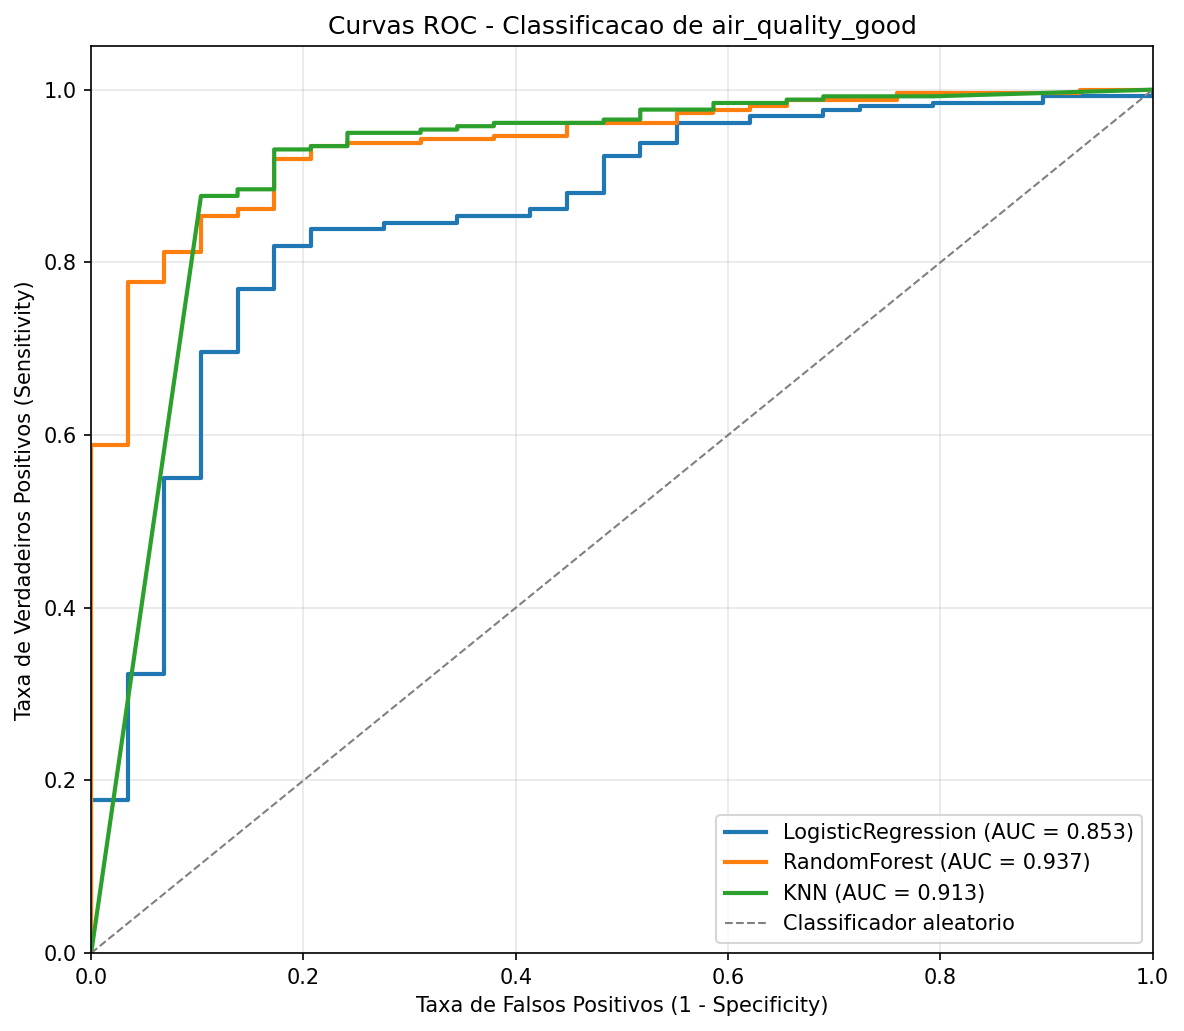 Curvas ROC - Classificacao de air_quality_good
Taxa de Verdadeiros Positivos (Sensitivity)
1.0
0.8
0.6
0.4
0.2
0.0
0.0 0.2 0.4 0.6 0.8 1.0
Taxa de Falsos Positivos (1 - Specificity)
LogisticRegression (AUC = 0.853)
RandomForest (AUC = 0.937)
KNN (AUC = 0.913)
Classificador aleatorio